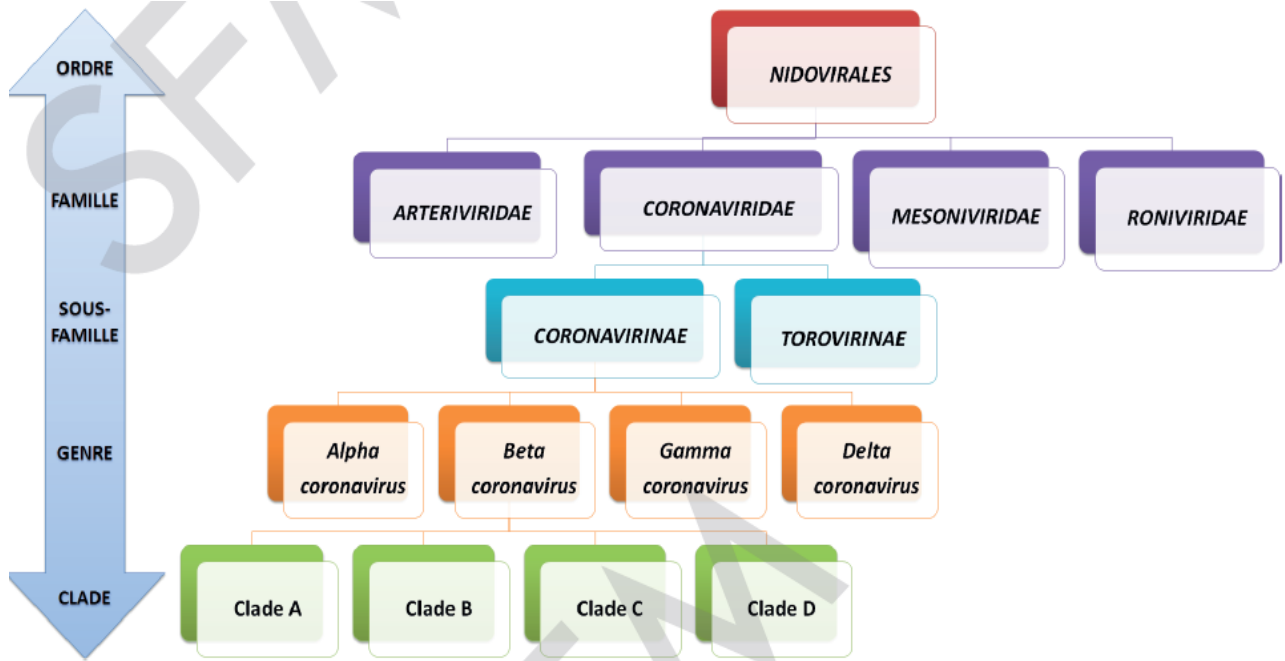 ORDRE
NIDOVIRALES
FAMILLE
ARTERIVIRIDAE
CORONAVIRIDAE
MESONIVIRIDAE
RONIVIRIDAE
SOUS-
FAMILLE
CORONAVIRINAE
TOROVIRINAE
GENRE
Alpha
coronavirus
Beta
coronavirus
Gamma
coronavirus
Delta
coronavirus
CLADE
Clade A
Clade B
Clade C
Clade D